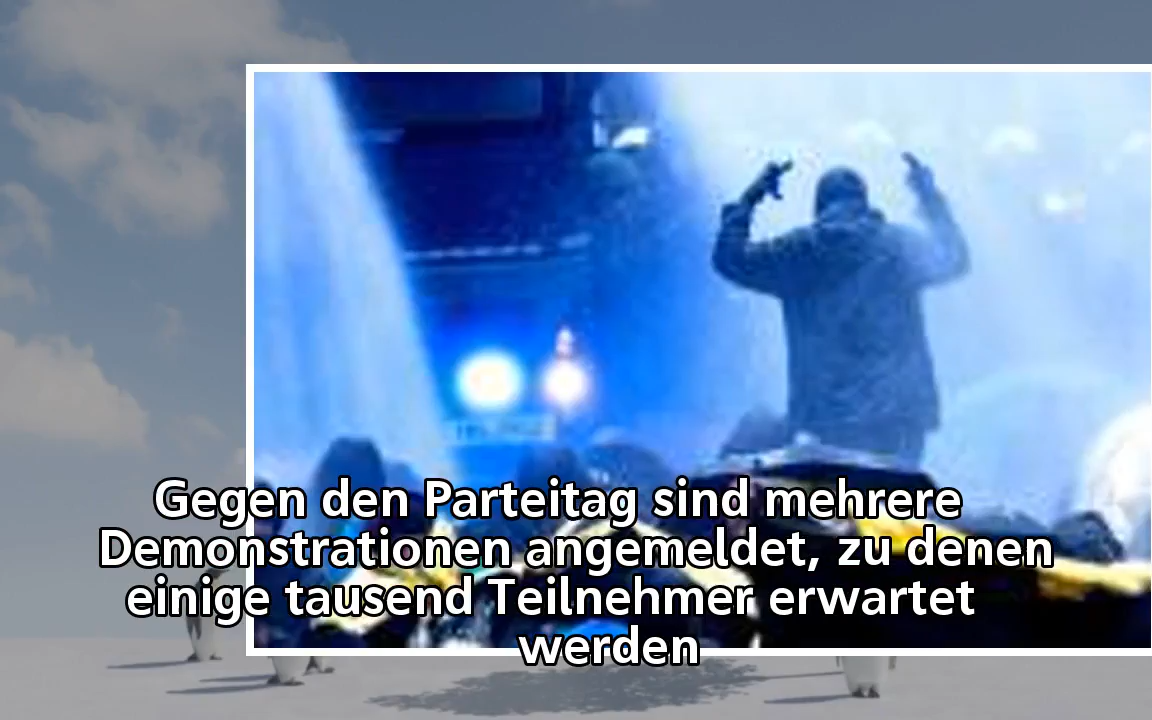 Gegen den Parteitag sind mehrere
Demonstrationen angemeldet, zu denen
einige tausend Teilnehmer erwartet
werden